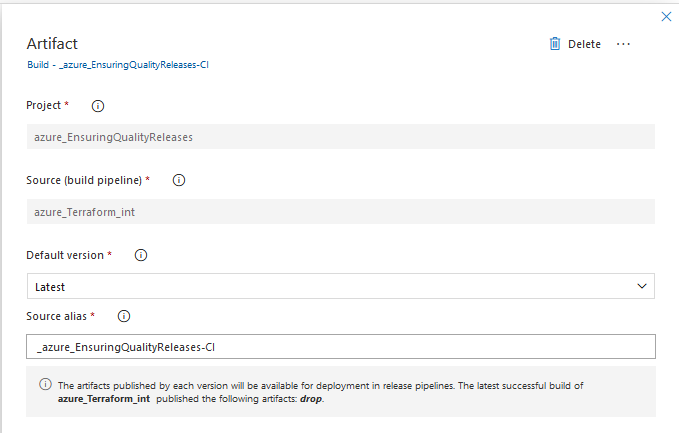 Artifact
Delete
Build - _azure_EnsuringQualityReleases-CI
Project *
azure_EnsuringQualityReleases
Source (build pipeline) *
azure_Terraform_int
Default version *
Latest
Source alias *
_azure_EnsuringQualityReleases-CI
The artifacts published by each version will be available for deployment in release pipelines. The latest successful build of
azure_Terraform_int published the following artifacts: drop.